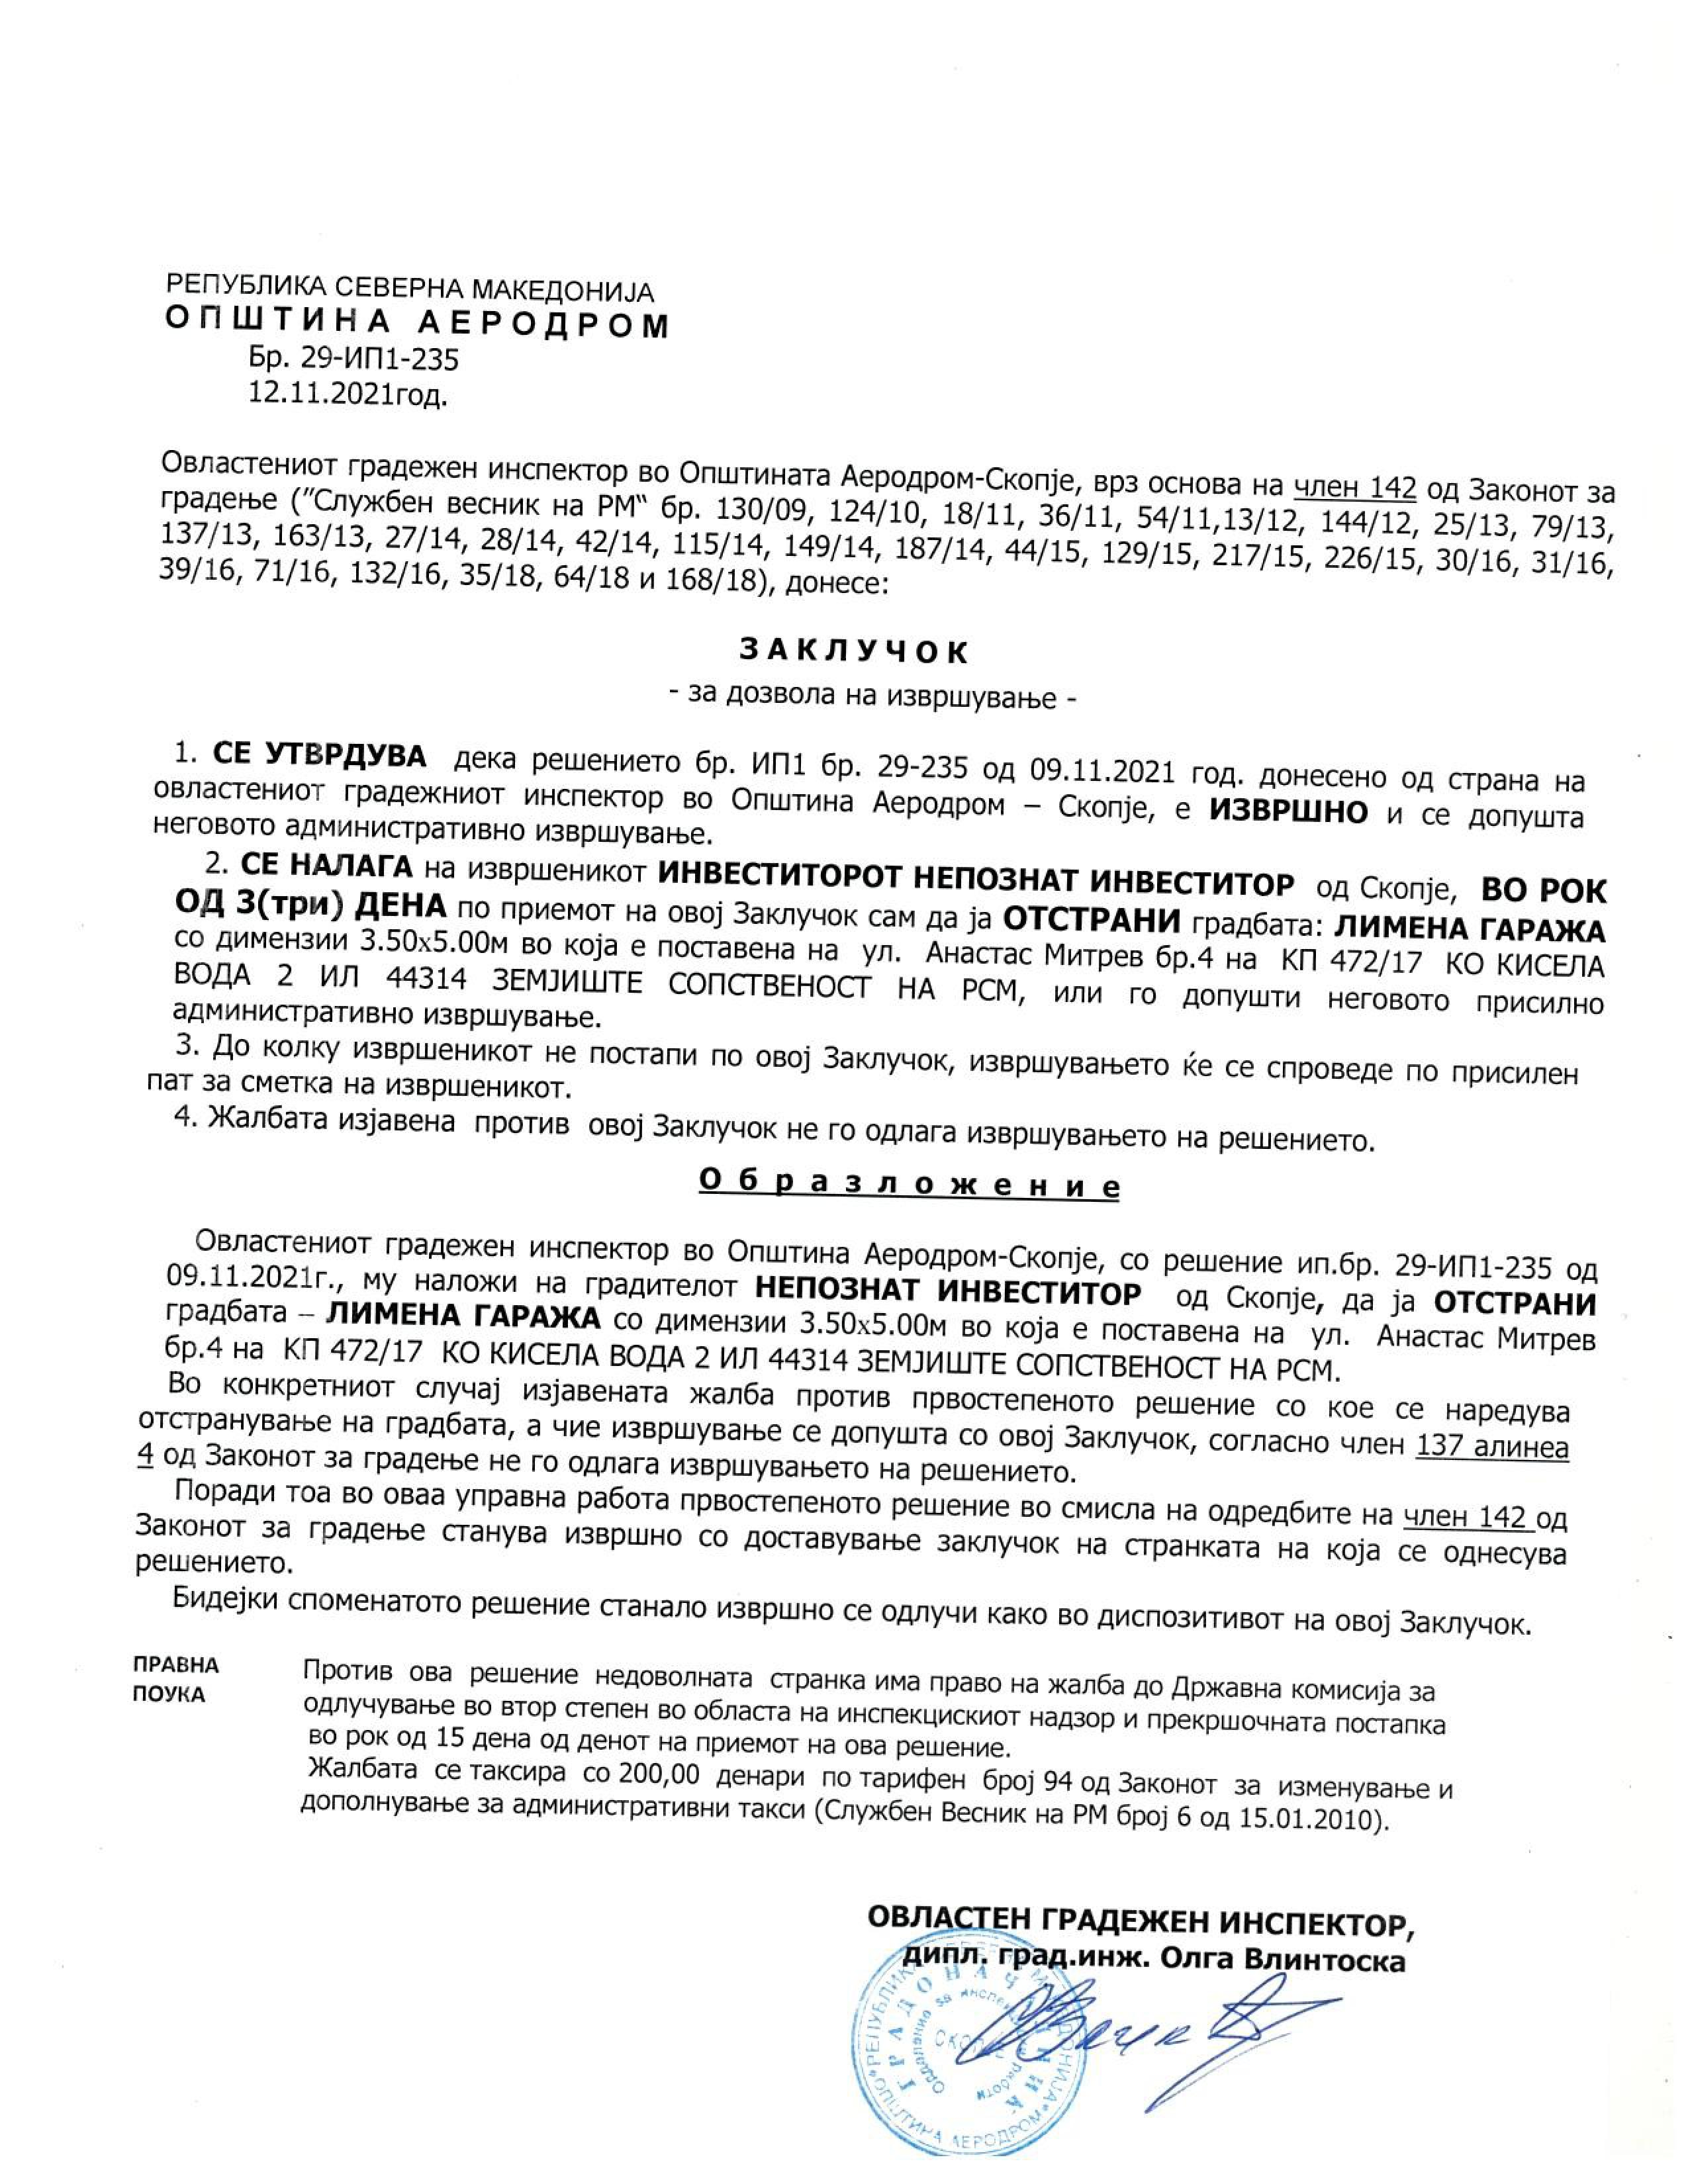 РЕПУБЛИКА СЕВЕРНА МАКЕДОНИЈА
ОПШТИНА АЕРОДРОМ
Бр. 29-ИП1-235
12.11.2021год.
Овластениот градежен инспектор во Општината Аеродром-Скопје, врз основа на член 142 од Законот за
градење (”Службен весник на РМ“ бр. 130/09, 124/10, 18/11, 36/11, 54/11,13/12, 144/12, 25/13, 79/13,
137/13, 163/13, 27/14, 28/14, 42/14, 115/14, 149/14, 187/14, 44/15, 129/15, 217/15, 226/15, 30/16, 31/16,
39/16, 71/16, 132/16, 35/18, 64/18 и 168/18), донесе:
З А К Л У Ч О К
- за дозвола на извршување -
1. СЕ УТВРДУВА дека решението бр. ИП1 бр. 29-235 од 09.11.2021 год. донесено од страна на
овластениот градежниот инспектор во Општина Аеродром – Скопје, е ИЗВРШНО и се допушта
неговото административно извршување.
2. СЕ НАЛАГА на извршеникот ИНВЕСТИТОРОТ НЕПОЗНАТ ИНВЕСТИТОР од Скопје, ВО РОК
ОД 3(три) ДЕНА по приемот на овој Заклучок сам да ја ОТСТРАНИ градбата: ЛИМЕНА ГАРАЖА
со димензии 3.50х5.00м во која е поставена на ул. Анастас Митрев бр.4 на КП 472/17 КО КИСЕЛА
ВОДА 2 ИЛ 44314 ЗЕМЈИШТЕ СОПСТВЕНОСТ НА РСМ, или го допушти неговото присилно
административно извршување.
3. До колку извршеникот не постапи по овој Заклучок, извршувањето ќе се спроведе по присилен
пат за сметка на извршеникот.
4. Жалбата изјавена против овој Заклучок не го одлага извршувањето на решението.
О б р а з л о ж е н и е
Овластениот градежен инспектор во Општина Аеродром-Скопје, со решение ип.бр. 29-ИП1-235 од
09.11.2021г., му наложи на градителот НЕПОЗНАТ ИНВЕСТИТОР од Скопје, да ја ОТСТРАНИ
градбата – ЛИМЕНА ГАРАЖА со димензии 3.50х5.00м во која е поставена на ул. Анастас Митрев
бр.4 на КП 472/17 КО КИСЕЛА ВОДА 2 ИЛ 44314 ЗЕМЈИШТЕ СОПСТВЕНОСТ НА РСМ.
Во конкретниот случај изјавената жалба против првостепеното решение со кое се наредува
отстранување на градбата, а чие извршување се допушта со овој Заклучок, согласно член 137 алинеа
4 од Законот за градење не го одлага извршувањето на решението.
Поради тоа во оваа управна работа првостепеното решение во смисла на одредбите на член 142 од
Законот за градење станува извршно со доставување заклучок на странката на која се однесува
решението.
Бидејки споменатото решение станало извршно се одлучи како во диспозитивот на овој Заклучок.
ПРАВНА
ПОУКА
Против ова решение недоволната странка има право на жалба до Државна комисија за
одлучување во втор степен во областа на инспекцискиот надзор и прекршочната постапка
во рок од 15 дена од денот на приемот на ова решение.
Жалбата се таксира со 200,00 денари по тарифен број 94 од Законот за изменување и
дополнување за административни такси (Службен Весник на РМ број 6 од 15.01.2010).
ОВЛАСТЕН ГРАДЕЖЕН ИНСПЕКТОР,
дипл. град.инж. Олга Влинтоска
ГРАДОНАЧАЛНИК
ОПШТИНА АЕРОДРОМ
СКОПЈЕ